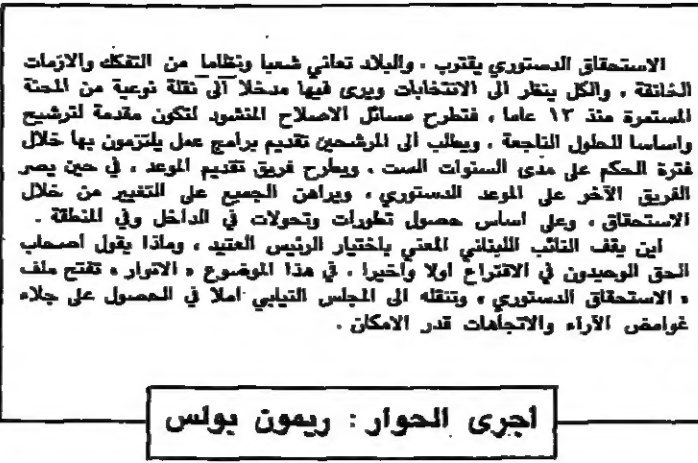 الاستحقاق الدستوري يقترب ، والبلاد تعاني شعبا ونظاما من التفكك والازمات
الخانقة ، والكل ينظر الى الانتخابات ويرى فيها مدخلا الى نقلة نوعية من المحنة
المستمرة منذ ١٣ عاما ، فتطرح مسائل الاصلاح المنشود لتكون مقدمة لترشيح
واساسا للحلول الناجعة . ويطلب الى المرشحين تقديم برامج عمل يلتزمون بها خلال
فترة الحكم على مدى السنوات الست . ويطرح فريق تقديم الموعد ، في حين يصر
الفريق الآخر على الموعد الدستوري ، ويراهن الجميع على التغيير من خلال
الاستحقاق ، وعلى اساس حصول تطورات وتحولات في الداخل وفي المنطقة .
اين يقف النائب اللبناني المعني باختيار الرئيس العتيد ، وماذا يقول اصحاب
الحق الوحيدون في الاقتراع اولا واخيرا . في هذا الموضوع « الانوار » تفتح ملف
« الاستحقاق الدستوري » وتنقله الى المجلس النيابي املا في الحصول على جلاء
غوامض الآراء والاتجاهات قدر الامكان .
اجرى الحوار : ريمون بولس